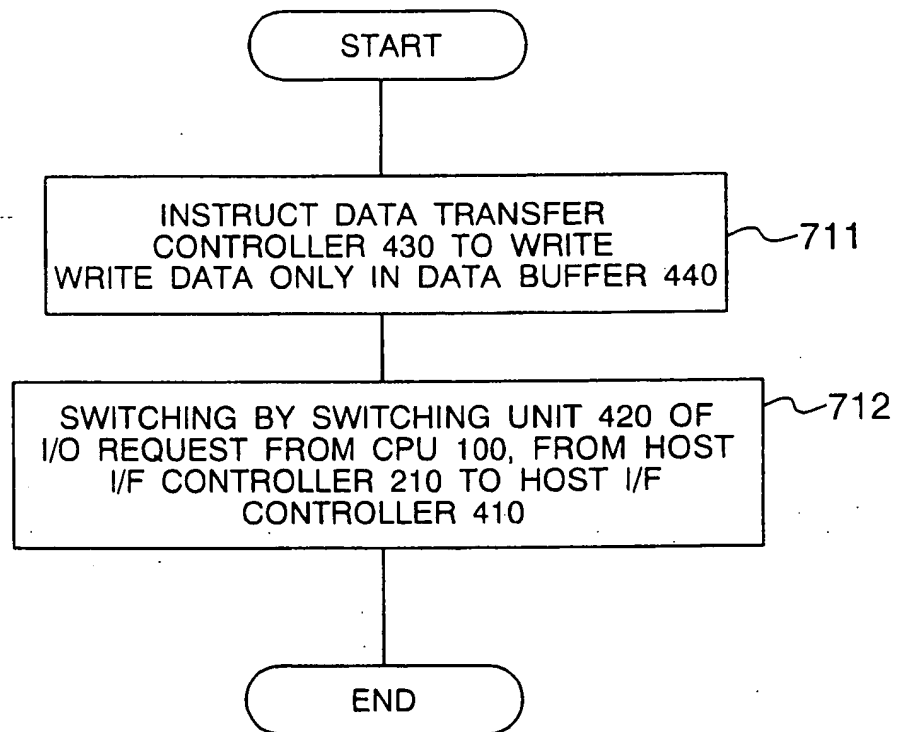 START
INSTRUCT DATA TRANSFER
CONTROLLER 430 TO WRITE
WRITE DATA ONLY IN DATA BUFFER 440
711
SWITCHING BY SWITCHING UNIT 420 OF
I/O REQUEST FROM CPU 100, FROM HOST
I/F CONTROLLER 210 TO HOST I/F
CONTROLLER 410
712
END